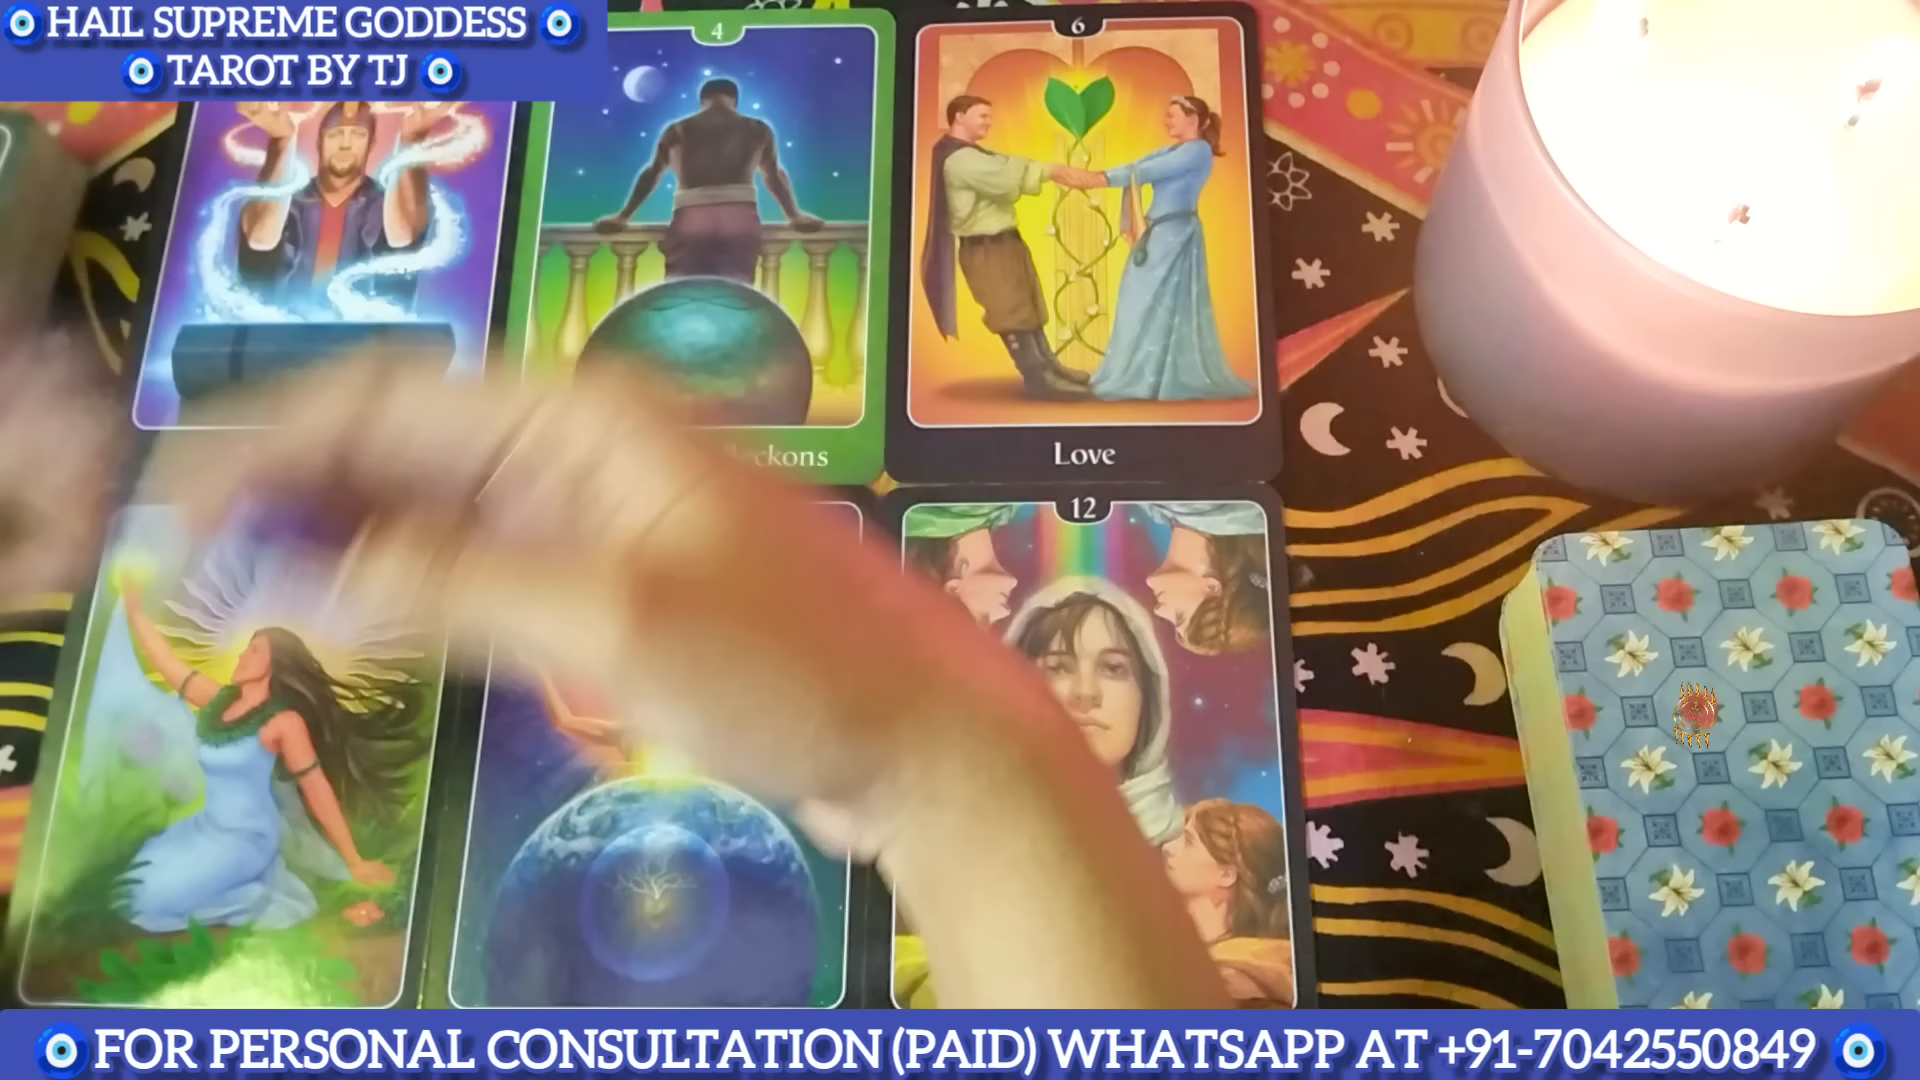 HAIL SUPREME GODDESS
TAROT BY TJ
4
6
Love
12
FOR PERSONAL CONSULTATION (PAID) WHATSAPP AT +91-7042550849